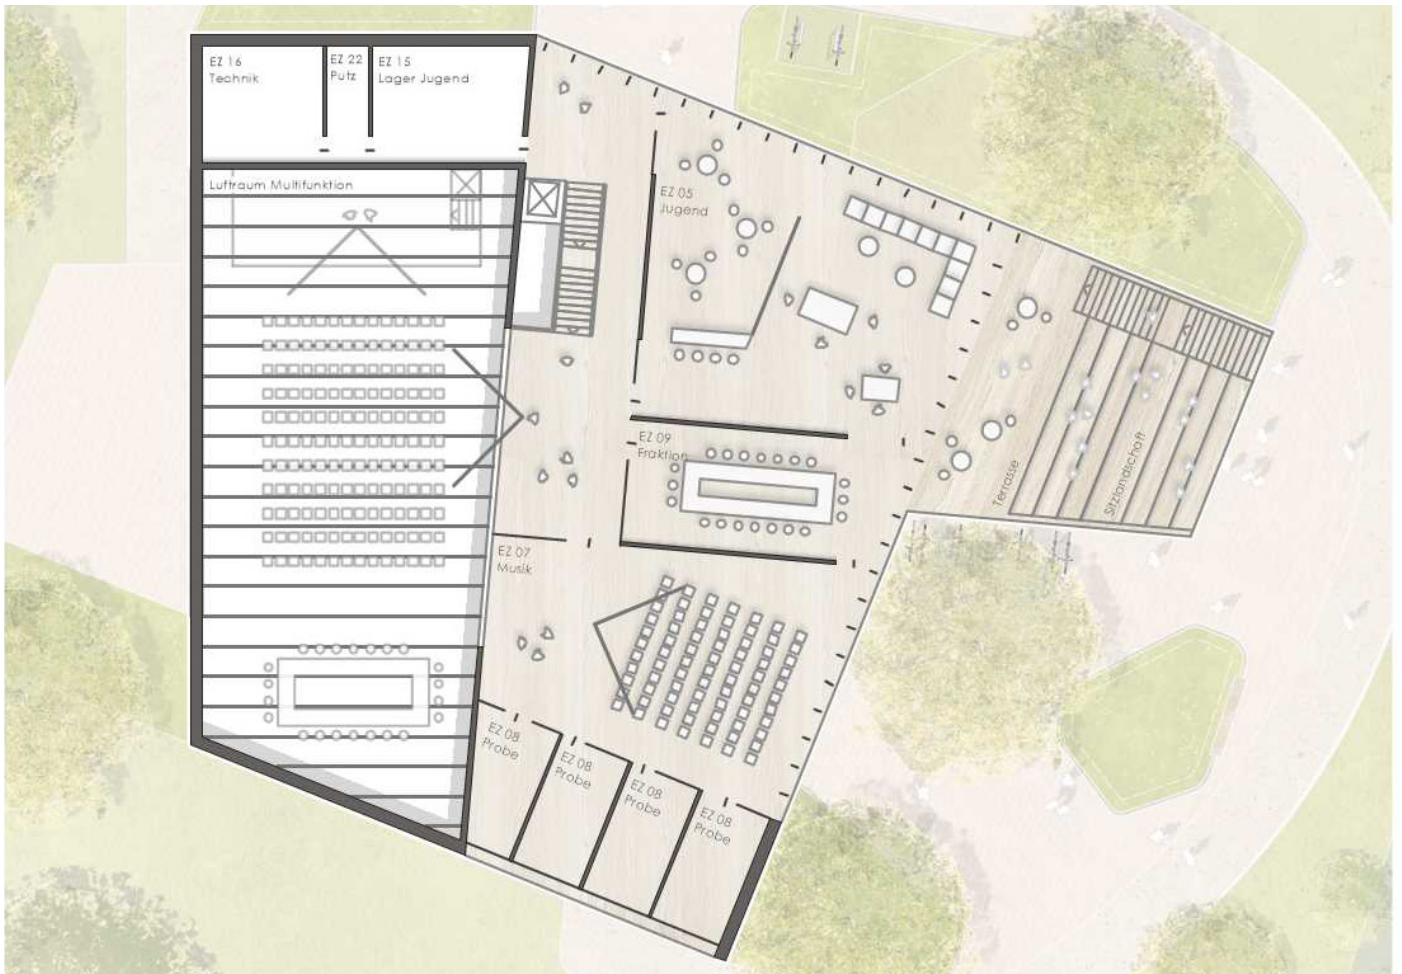 EZ 16
Technik
EZ 22
Putz
EZ 15
Lager Jugend
Luftraum Multifunktion
EZ 05
Jugend
EZ 09
Fraktion
Terrasse
Sitzlandschaft
EZ 07
Musik
EZ 08
Probe
EZ 08
Probe
EZ 08
Probe
EZ 08
Probe